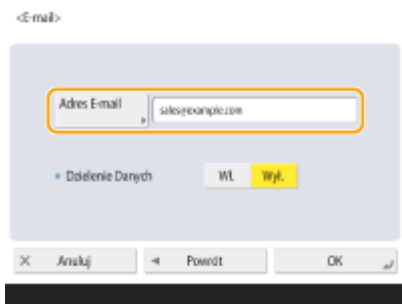 <E-mail>
Adres E-mail sales@example.com
Dzielenie Danych Wł. Wył.
Anuluj Powrót OK